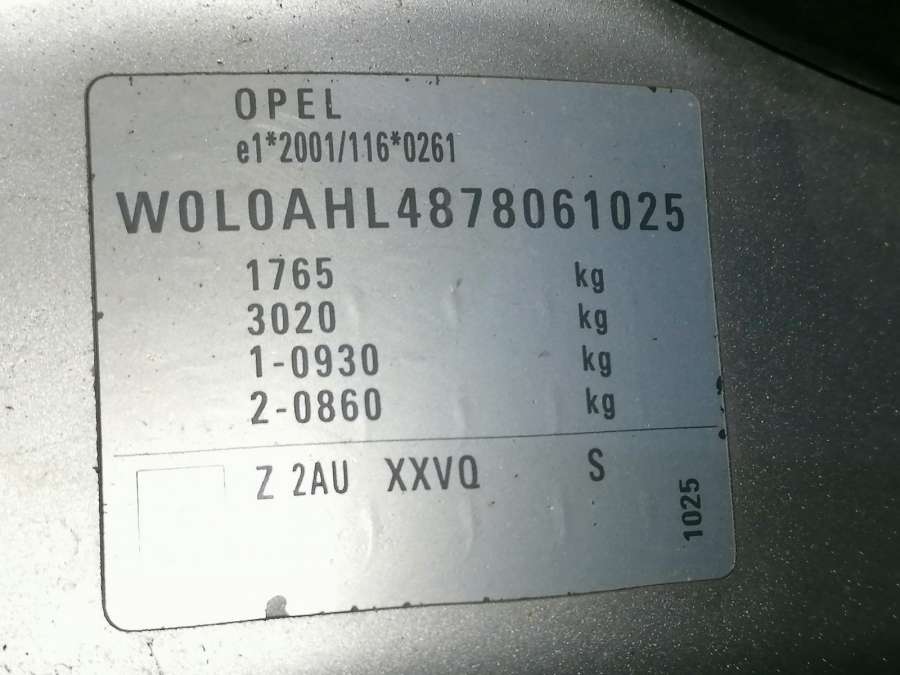 OPEL
e1*2001/116*0261
W0L0AHL4878061025
1765 kg
3020 kg
1-0930 kg
2-0860 kg
Z 2AU XXVQ S
1025